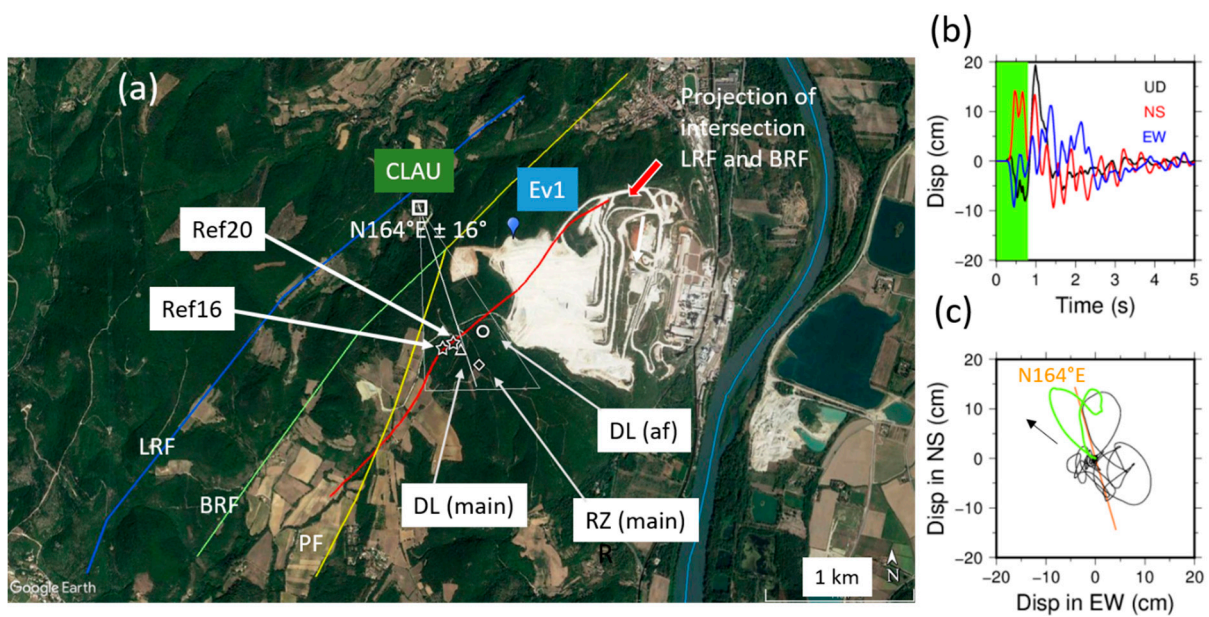 (a)
Projection of
intersection
LRF and BRF
CLAU
Ev1
N164°E ± 16°
Ref20
Ref16
LRF
BRF
PF
DL (af)
DL (main)
RZ (main)
R
1 km
N
Google Earth
(b)
Disp (cm)
20
10
0
−10
−20
UD
NS
EW
0 1 2 3 4 5
Time (s)
(c)
Disp in NS (cm)
20
10
0
−10
−20
N164°E
−20 −10 0 10 20
Disp in EW (cm)